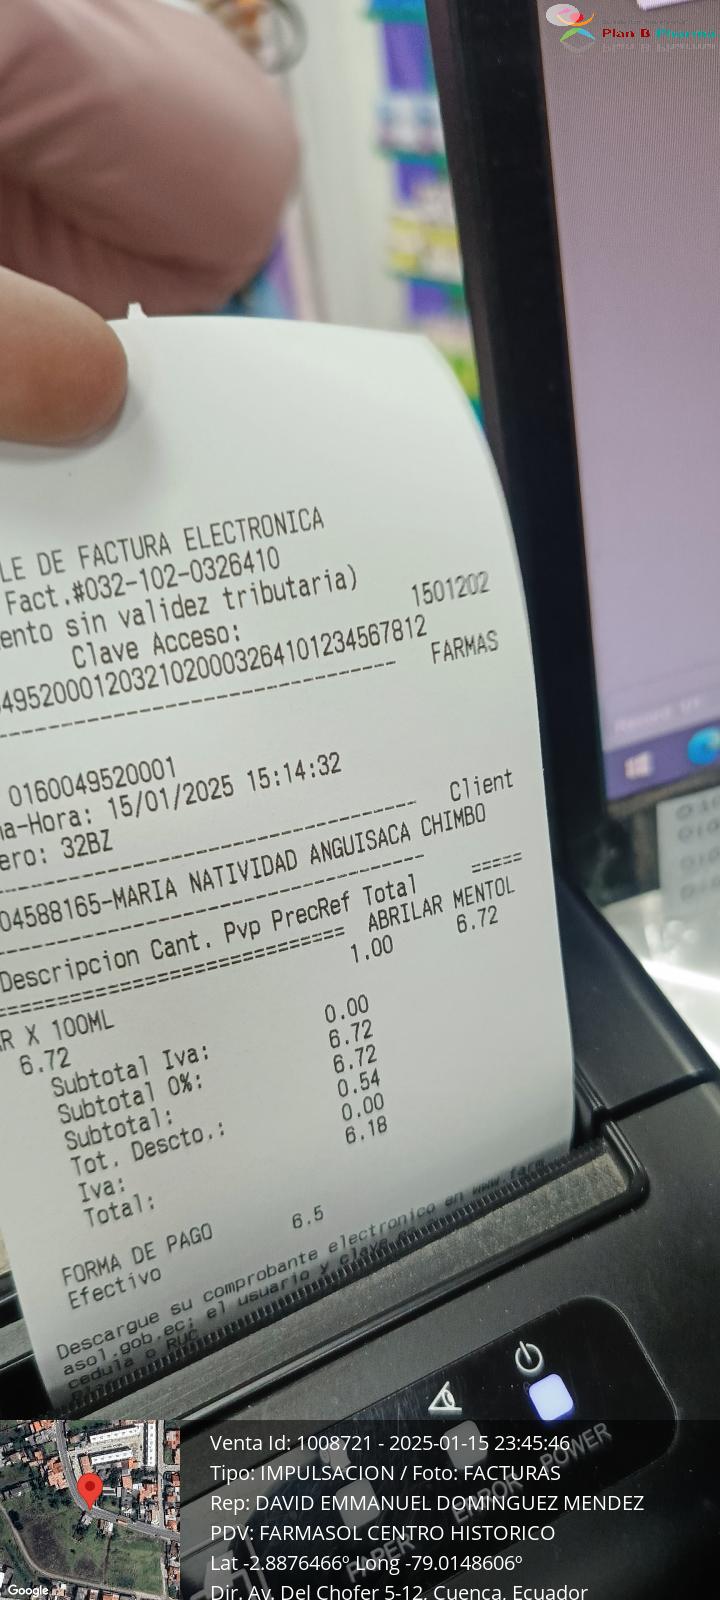 Plan B Pharma
LE DE FACTURA ELECTRONICA
Fact.#032-102-0326410
ento sin validez tributaria)
Clave Acceso:
1501202
4952000120321020003264101234567812
FARMAS
0160049520001
na-Hora: 15/01/2025 15:14:32
ero: 32BZ
Client
04588165-MARIA NATIVIDAD ANGUISACA CHIMBO
Descripcion Cant. Pvp PrecRef Total
ABRILAR MENTOL
1.00 6.72
R X 100ML
6.72
Subtotal Iva: 0.00
Subtotal 0%: 6.72
Subtotal: 6.72
Tot. Descto.: 0.54
Iva: 0.00
Total: 6.18
FORMA DE PAGO
Efectivo 6.5
Descargue su comprobante electronico en www.farm
asol.gob.ec; el usuario y clave
cedula o RUC
ERROR POWER
Venta Id: 1008721 - 2025-01-15 23:45:46
Tipo: IMPULSACION / Foto: FACTURAS
Rep: DAVID EMMANUEL DOMINGUEZ MENDEZ
PDV: FARMASOL CENTRO HISTORICO
Lat -2.8876466º Long -79.0148606º
Dir. Av. Del Chofer 5-12, Cuenca, Ecuador
Google